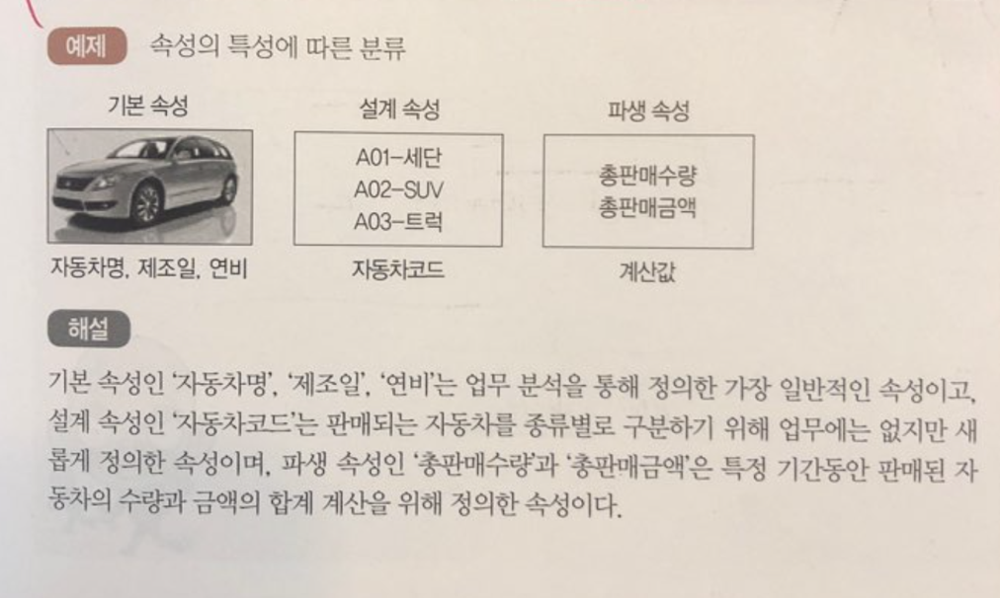 예제 속성의 특성에 따른 분류
기본 속성 설계 속성 파생 속성
A01-세단
A02-SUV
A03-트럭
총판매수량
총판매금액
자동차명, 제조일, 연비 자동차코드 계산값
해설
기본 속성인 ‘자동차명’, ‘제조일’, ‘연비’는 업무 분석을 통해 정의한 가장 일반적인 속성이고,
설계 속성인 ‘자동차코드’는 판매되는 자동차를 종류별로 구분하기 위해 업무에는 없지만 새
롭게 정의한 속성이며, 파생 속성인 ‘총판매수량’과 ‘총판매금액’은 특정 기간동안 판매된 자
동차의 수량과 금액의 합계 계산을 위해 정의한 속성이다.